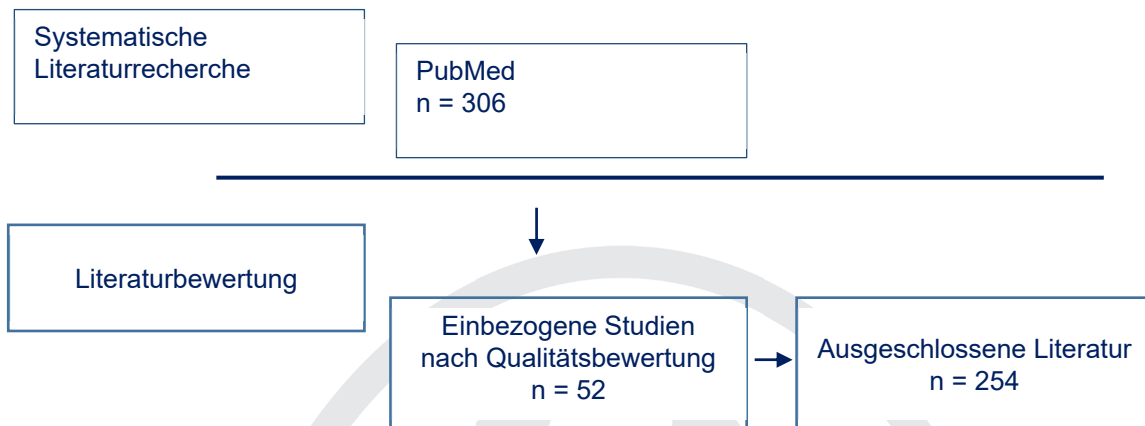 Systematische
Literaturrecherche
PubMed
n = 306
Literaturbewertung
Einbezogene Studien
nach Qualitätsbewertung
n = 52
Ausgeschlossene Literatur
n = 254